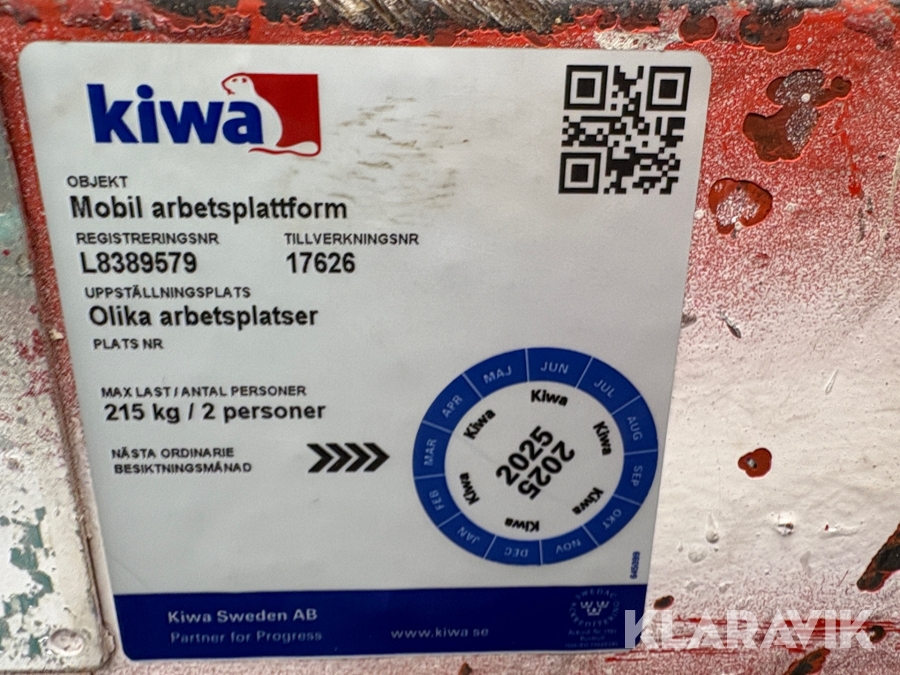 kiwa
OBJEKT
Mobil arbetsplattform
REGISTRERINGSNR TILLVERKNINGSNR
L8389579 17626
UPPSTÄLLNINGSPLATS
Olika arbetsplatser
PLATS NR
MAX LAST / ANTAL PERSONER
215 kg / 2 personer
NÄSTA ORDINARIE
BESIKTNINGSMÅNAD
JAN FEB MAR APR MAJ JUN JUL AUG SEP OKT NOV DEC
Kiwa Kiwa Kiwa Kiwa Kiwa Kiwa
2025
2025
645089
Kiwa Sweden AB
Partner for Progress
www.kiwa.se
SWEDAC
KLARAVIK